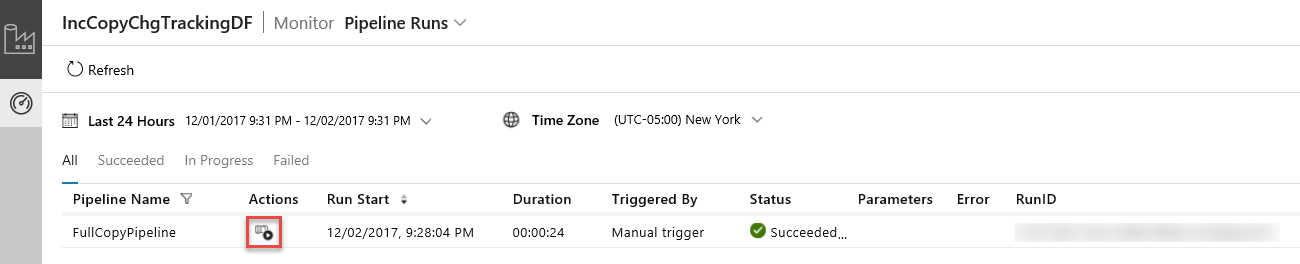 IncCopyChgTrackingDF Monitor Pipeline Runs
Refresh
Last 24 Hours 12/01/2017 9:31 PM - 12/02/2017 9:31 PM Time Zone (UTC-05:00) New York
All Succeeded In Progress Failed
Pipeline Name Actions Run Start Duration Triggered By Status Parameters Error RunID
FullCopyPipeline 12/02/2017, 9:28:04 PM 00:00:24 Manual trigger Succeeded...